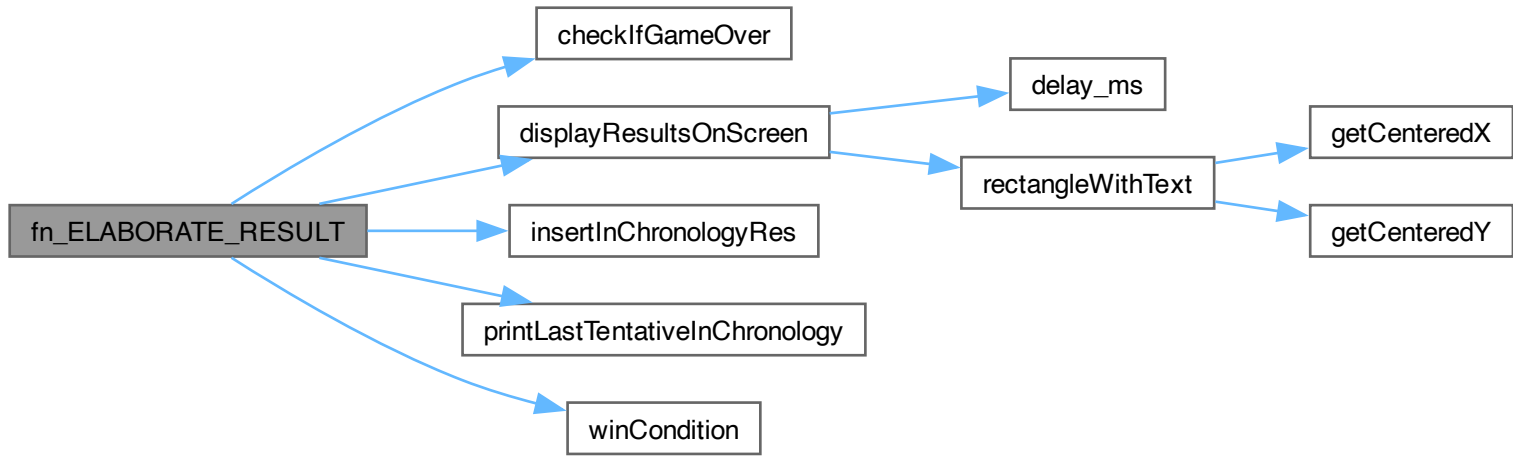 checkIfGameOver
delay_ms
displayResultsOnScreen
getCenteredX
rectangleWithText
fn_ELABORATE_RESULT
insertInChronologyRes
getCenteredY
printLastTentativeInChronology
winCondition